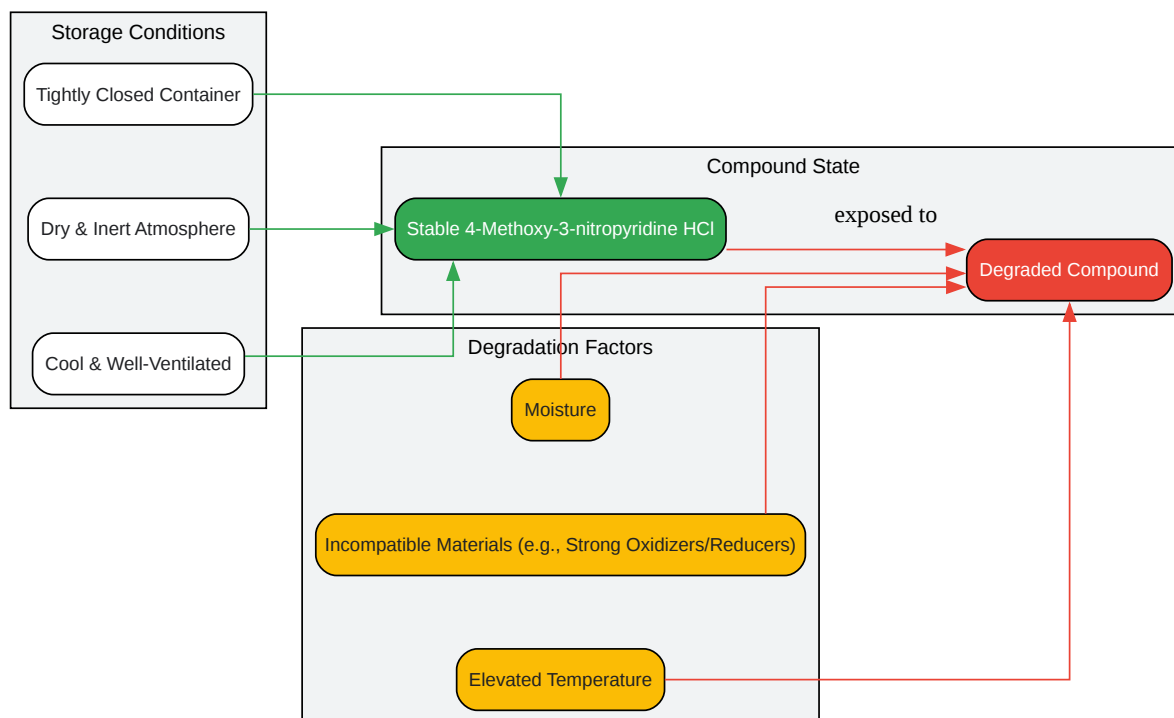 Storage Conditions
Tightly Closed Container
Dry & Inert Atmosphere
Cool & Well-Ventilated
Compound State
Stable 4-Methoxy-3-nitropyridine HCl
exposed to
Degraded Compound
Degradation Factors
Moisture
Incompatible Materials (e.g., Strong Oxidizers/Reducers)
Elevated Temperature